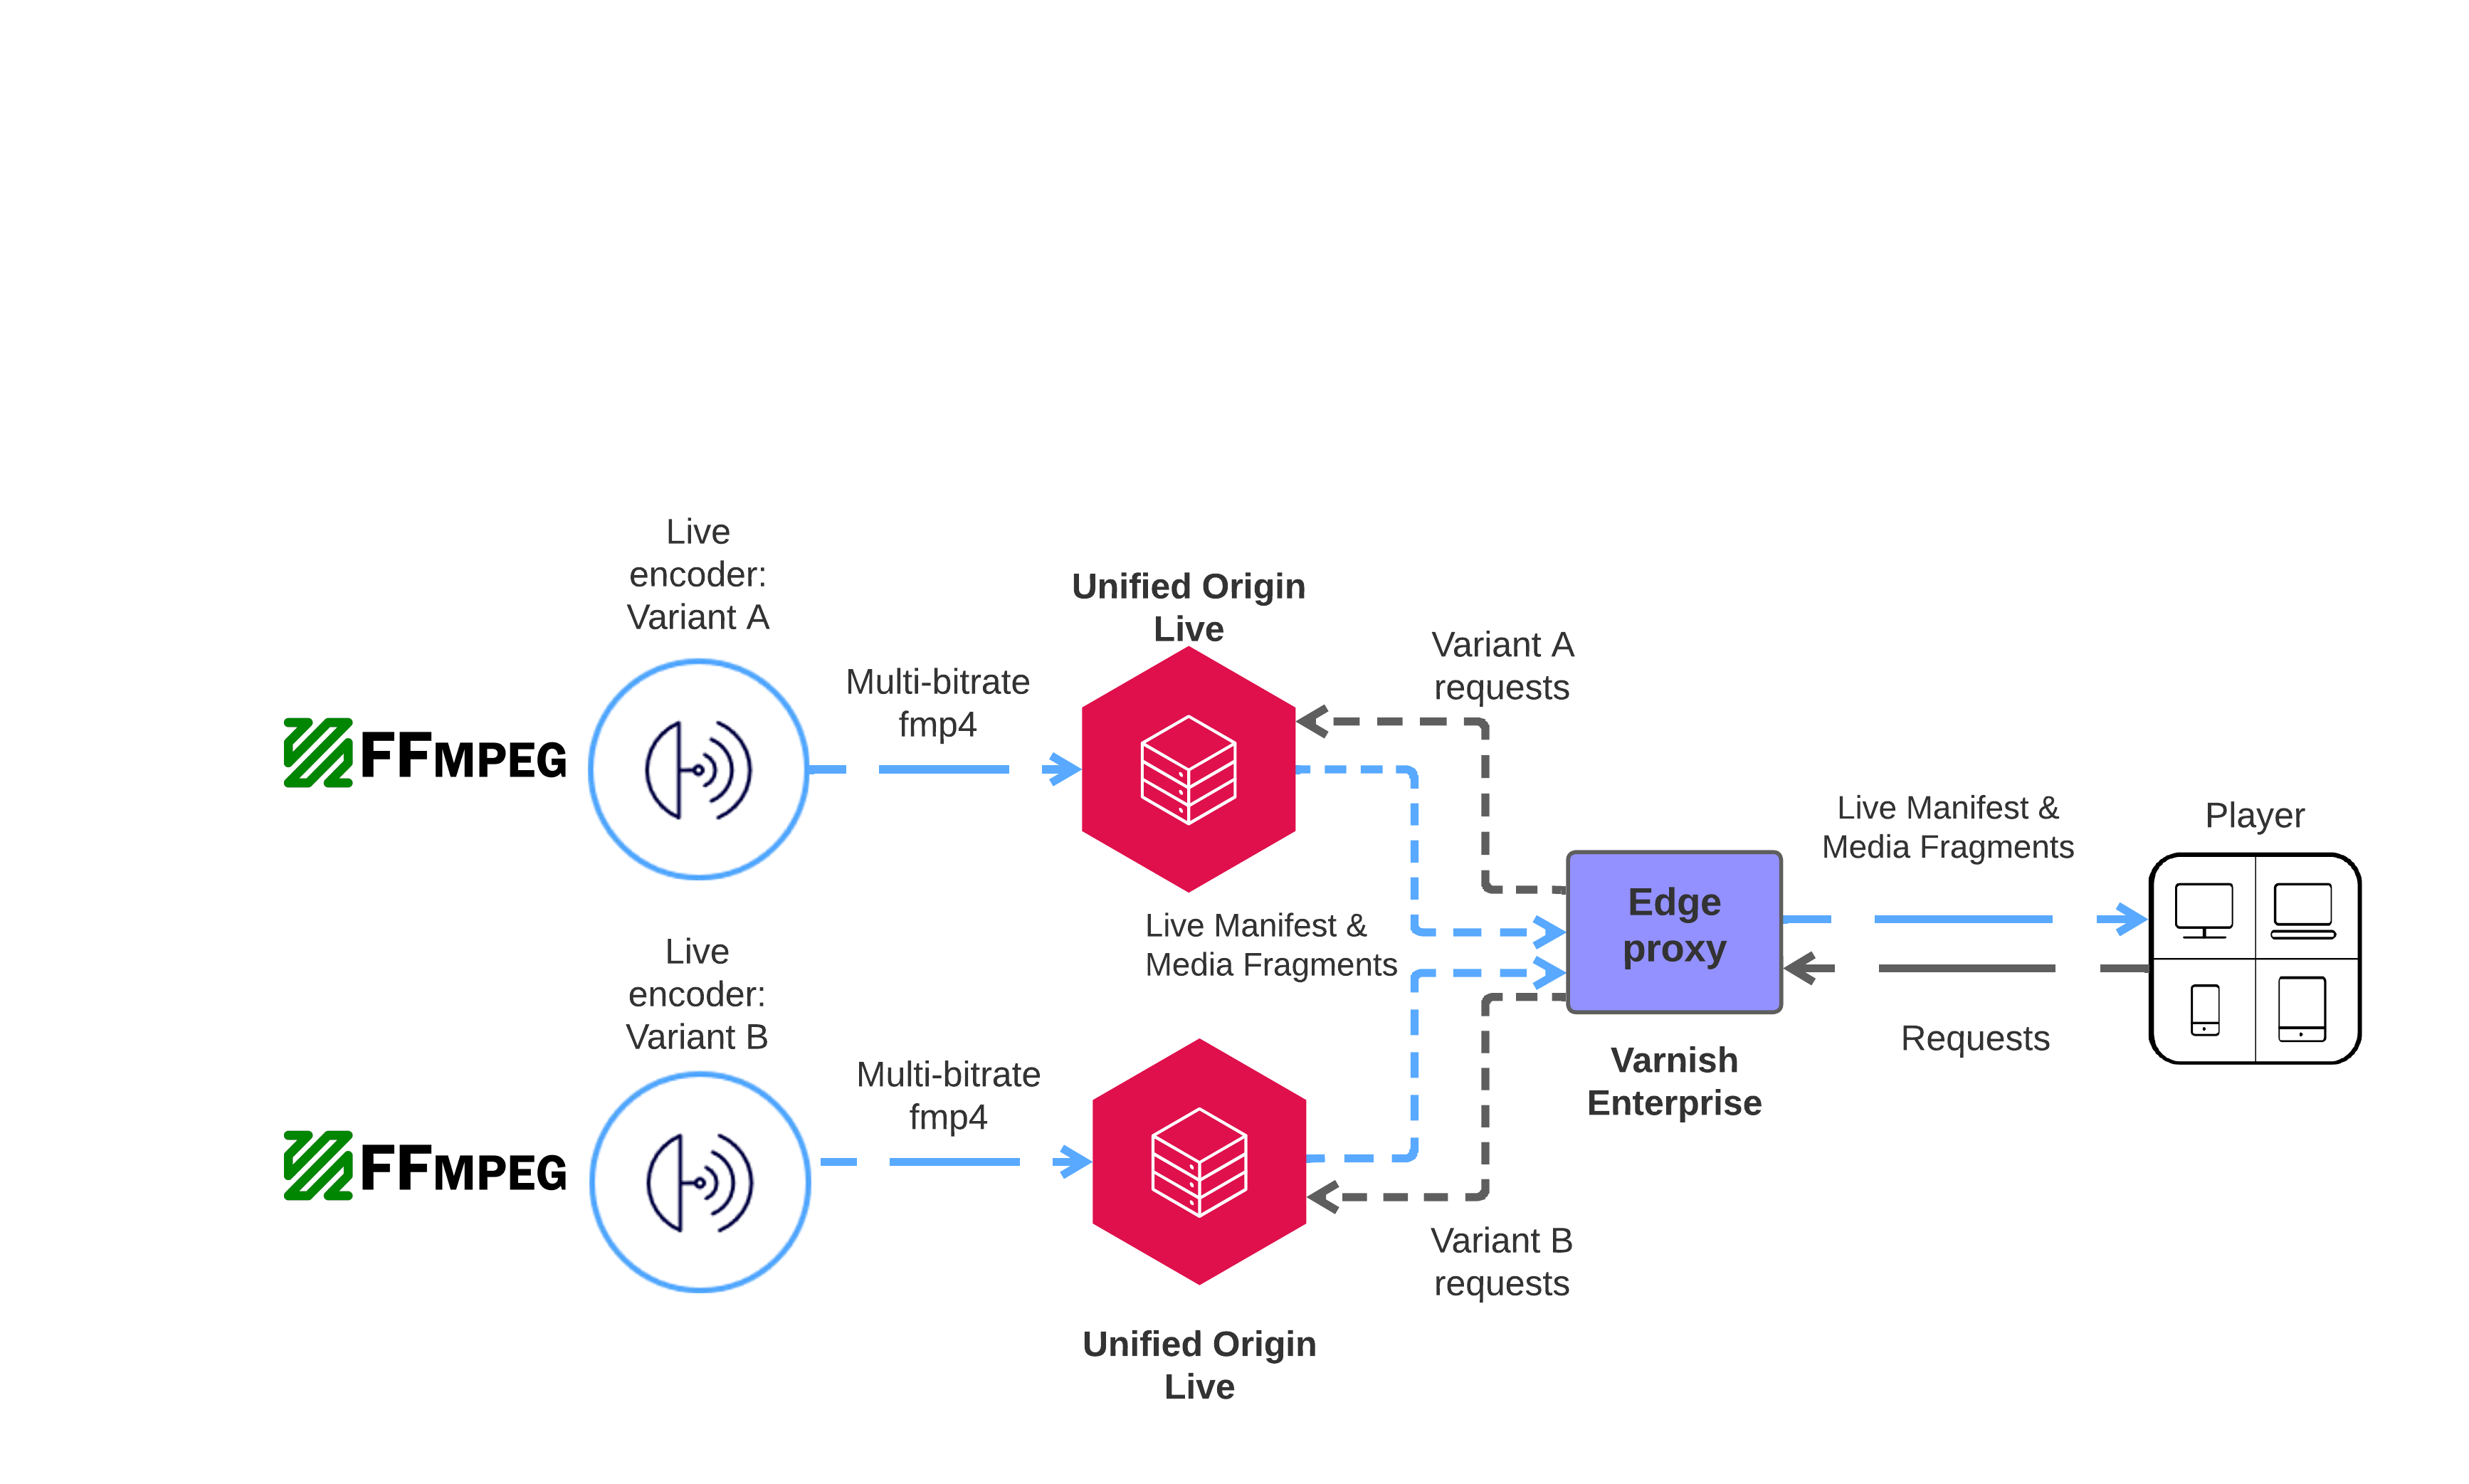 Live
encoder:
Variant A
Unified Origin
Live
Variant A
requests
Multi-bitrate
fmp4
FFMPEG
Live Manifest &
Media Fragments
Player
Edge
proxy
Live Manifest &
Media Fragments
Live
encoder:
Variant B
Requests
Varnish
Enterprise
Multi-bitrate
fmp4
FFMPEG
Variant B
requests
Unified Origin
Live